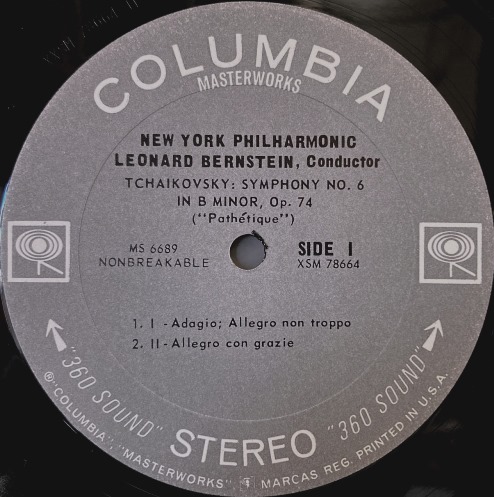 COLUMBIA
MASTERWORKS
NEW YORK PHILHARMONIC
LEONARD BERNSTEIN, Conductor
TCHAIKOVSKY: SYMPHONY NO. 6
IN B MINOR, Op. 74
("Pathétique")
MS 6689
NONBREAKABLE
SIDE 1
XSM 78664
1. I - Adagio; Allegro non troppo
2. II - Allegro con grazie
"360 SOUND" STEREO "360 SOUND"
® "COLUMBIA", "MASTERWORKS" MARCAS REG. PRINTED IN U.S.A.